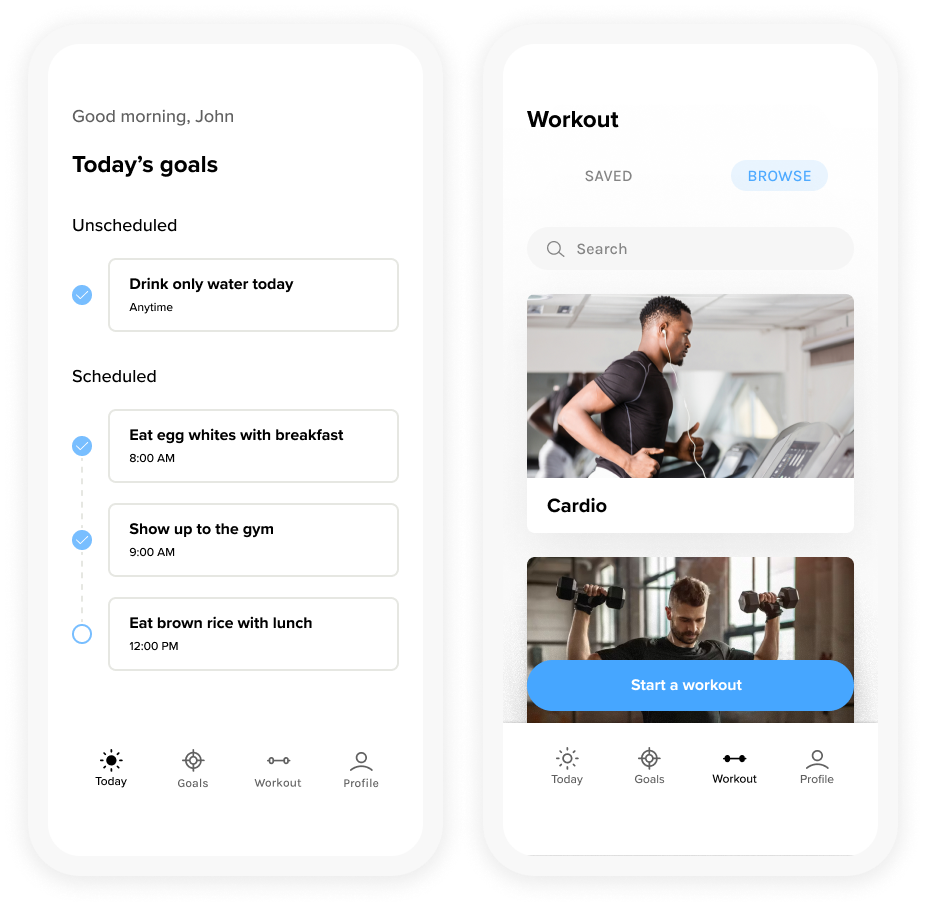 Good morning, John
Today’s goals
Unscheduled
Drink only water today
Anytime
Scheduled
Eat egg whites with breakfast
8:00 AM
Show up to the gym
9:00 AM
Eat brown rice with lunch
12:00 PM
Today
Goals
Workout
Profile
Workout
SAVED
BROWSE
Search
Cardio
Start a workout
Today
Goals
Workout
Profile